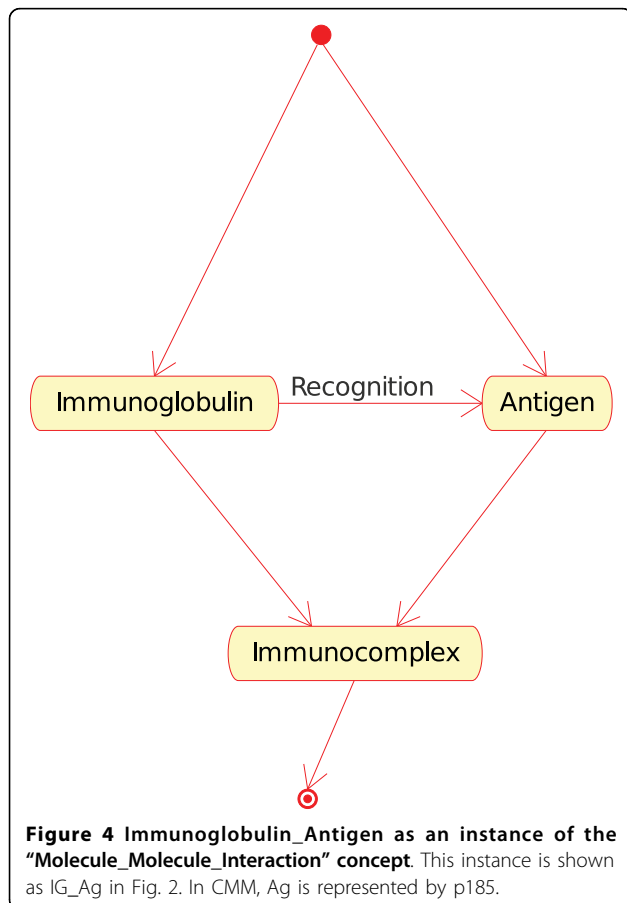 Recognition
Immunoglobulin
Antigen
Immunocomplex
Figure 4 Immunoglobulin_Antigen as an instance of the
“Molecule_Molecule_Interaction” concept. This instance is shown
as IG_Ag in Fig. 2. In CMM, Ag is represented by p185.